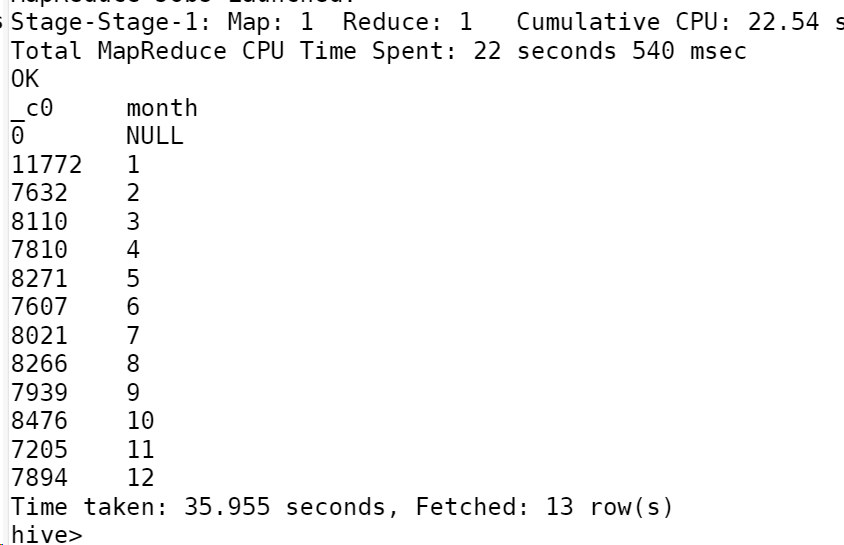 Stage-Stage-1: Map: 1  Reduce: 1   Cumulative CPU: 22.54 s
Total MapReduce CPU Time Spent: 22 seconds 540 msec
OK
_c0     month
0       NULL
11772   1
7632    2
8110    3
7810    4
8271    5
7607    6
8021    7
8266    8
7939    9
8476    10
7205    11
7894    12
Time taken: 35.955 seconds, Fetched: 13 row(s)
hive>